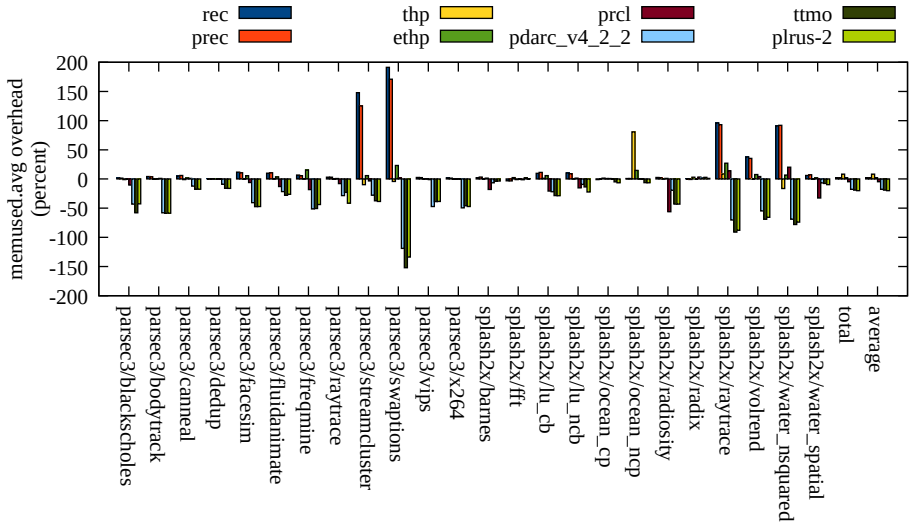 rec thp prcl ttmo
prec ethp pdarc_v4_2_2 plrus-2
memused.avg overhead
(percent)
200
150
100
50
0
-50
-100
-150
-200
parsec3/blackscholes
parsec3/bodytrack
parsec3/canneal
parsec3/dedup
parsec3/facesim
parsec3/fluidanimate
parsec3/freqmine
parsec3/raytrace
parsec3/streamcluster
parsec3/swaptions
parsec3/vips
parsec3/x264
splash2x/barnes
splash2x/fft
splash2x/lu_cb
splash2x/lu_ncb
splash2x/ocean_cp
splash2x/ocean_ncp
splash2x/radiosity
splash2x/radix
splash2x/raytrace
splash2x/volrend
splash2x/water_nsquared
splash2x/water_spatial
total
average